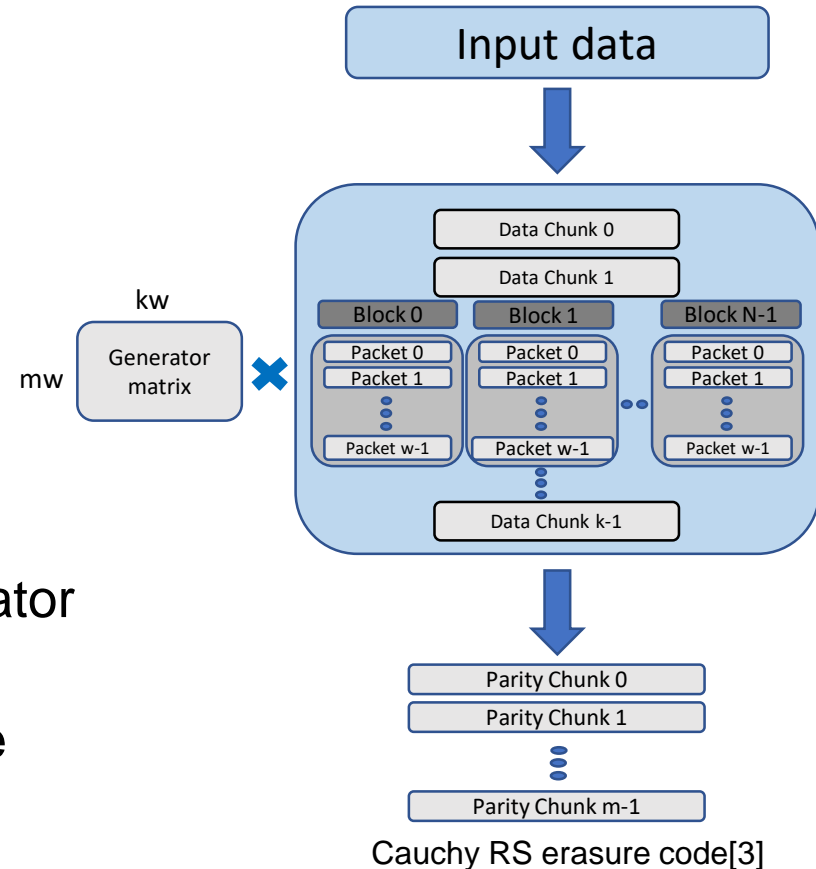 Input data
Data Chunk 0
Data Chunk 1
kw
Block 0 Block 1 Block N-1
mw
Generator
matrix
Packet 0 Packet 0 Packet 0
Packet 1 Packet 1 Packet 1
Packet w-1 Packet w-1 Packet w-1
Data Chunk k-1
ator
e
Parity Chunk 0
Parity Chunk 1
Parity Chunk m-1
Cauchy RS erasure code[3]